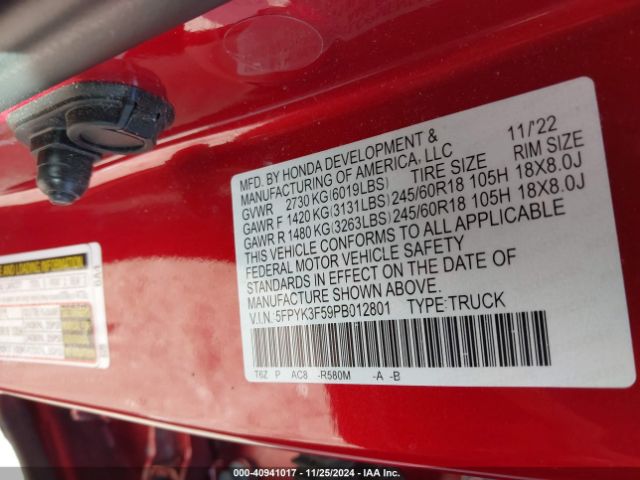 MFD. BY HONDA DEVELOPMENT & 11/'22
MANUFACTURING OF AMERICA, LLC
TIRE SIZE RIM SIZE
GVWR 2730 KG (6019LBS)
GAWR F 1420 KG (3131LBS) 245/60R18 105H 18X8.0J
GAWR R 1480 KG (3263LBS) 245/60R18 105H 18X8.0J
THIS VEHICLE CONFORMS TO ALL APPLICABLE
FEDERAL MOTOR VEHICLE SAFETY
STANDARDS IN EFFECT ON THE DATE OF
MANUFACTURE SHOWN ABOVE.
V.I.N. 5FPYK3F59PB012801 TYPE:TRUCK
T6Z P AC8 -R580M -A -B
AND LOADING INFORMATION
000-40941017 • 11/25/2024 • IAA Inc.